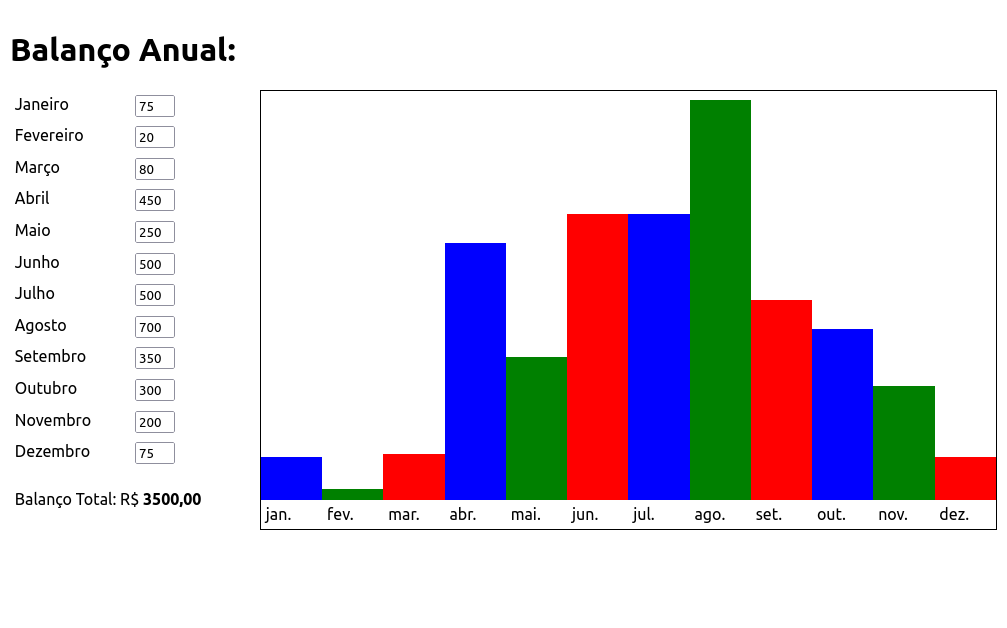 Balanço Anual:
Janeiro 75
Fevereiro 20
Março 80
Abril 450
Maio 250
Junho 500
Julho 500
Agosto 700
Setembro 350
Outubro 300
Novembro 200
Dezembro 75
Balanço Total: R$ 3500,00
jan. fev. mar. abr. mai. jun. jul. ago. set. out. nov. dez.